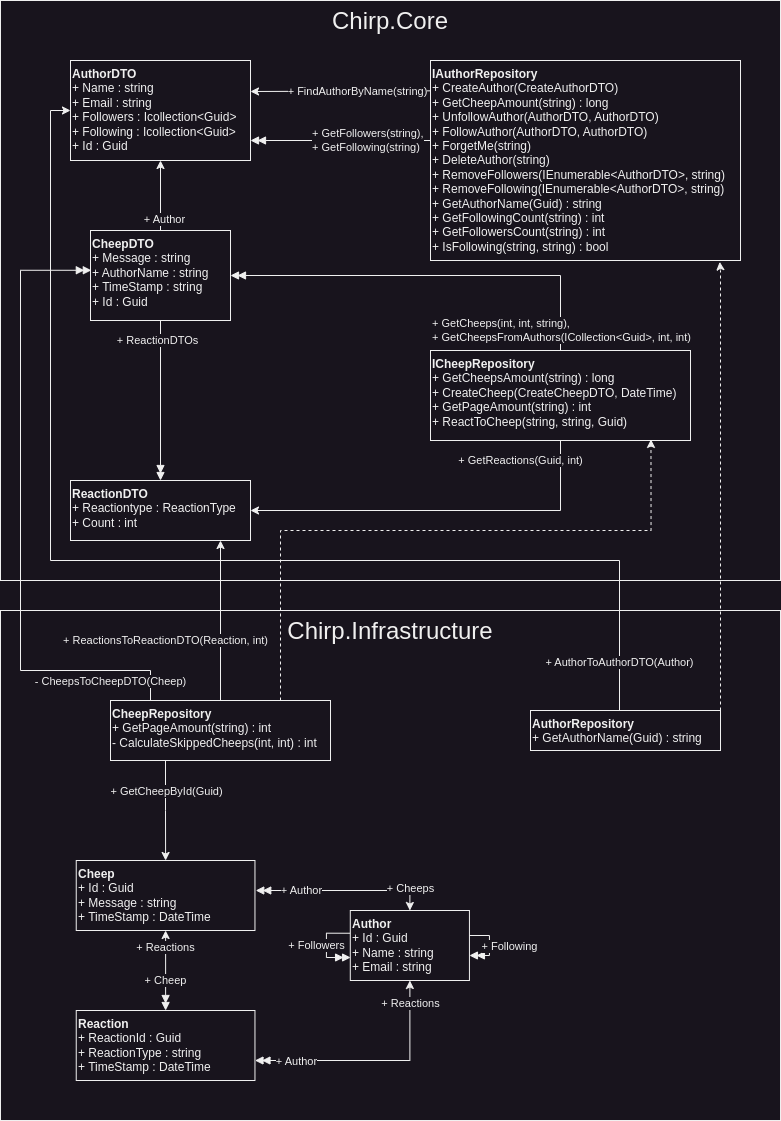 Chirp.Core
AuthorDTO
+ Name : string
+ Email : string
+ Followers : Icollection<Guid>
+ Following : Icollection<Guid>
+ Id : Guid
+ FindAuthorByName(string)
+ GetFollowers(string),
+ GetFollowing(string)
IAuthorRepository
+ CreateAuthor(CreateAuthorDTO)
+ GetCheepAmount(string) : long
+ UnfollowAuthor(AuthorDTO, AuthorDTO)
+ FollowAuthor(AuthorDTO, AuthorDTO)
+ ForgetMe(string)
+ DeleteAuthor(string)
+ RemoveFollowers(IEnumerable<AuthorDTO>, string)
+ RemoveFollowing(IEnumerable<AuthorDTO>, string)
+ GetAuthorName(Guid) : string
+ GetFollowingCount(string) : int
+ GetFollowersCount(string) : int
+ IsFollowing(string, string) : bool
+ Author
CheepDTO
+ Message : string
+ AuthorName : string
+ TimeStamp : string
+ Id : Guid
+ ReactionDTOs
+ GetCheeps(int, int, string),
+ GetCheepsFromAuthors(ICollection<Guid>, int, int)
ICheepRepository
+ GetCheepsAmount(string) : long
+ CreateCheep(CreateCheepDTO, DateTime)
+ GetPageAmount(string) : int
+ ReactToCheep(string, string, Guid)
+ GetReactions(Guid, int)
ReactionDTO
+ Reactiontype : ReactionType
+ Count : int
Chirp.Infrastructure
+ ReactionsToReactionDTO(Reaction, int)
+ AuthorToAuthorDTO(Author)
- CheepsToCheepDTO(Cheep)
CheepRepository
+ GetPageAmount(string) : int
- CalculateSkippedCheeps(int, int) : int
AuthorRepository
+ GetAuthorName(Guid) : string
+ GetCheepById(Guid)
Cheep
+ Id : Guid
+ Message : string
+ TimeStamp : DateTime
+ Author
+ Cheeps
Author
+ Id : Guid
+ Name : string
+ Email : string
+ Followers
+ Following
+ Reactions
+ Cheep
+ Reactions
Reaction
+ ReactionId : Guid
+ ReactionType : string
+ TimeStamp : DateTime
+ Author